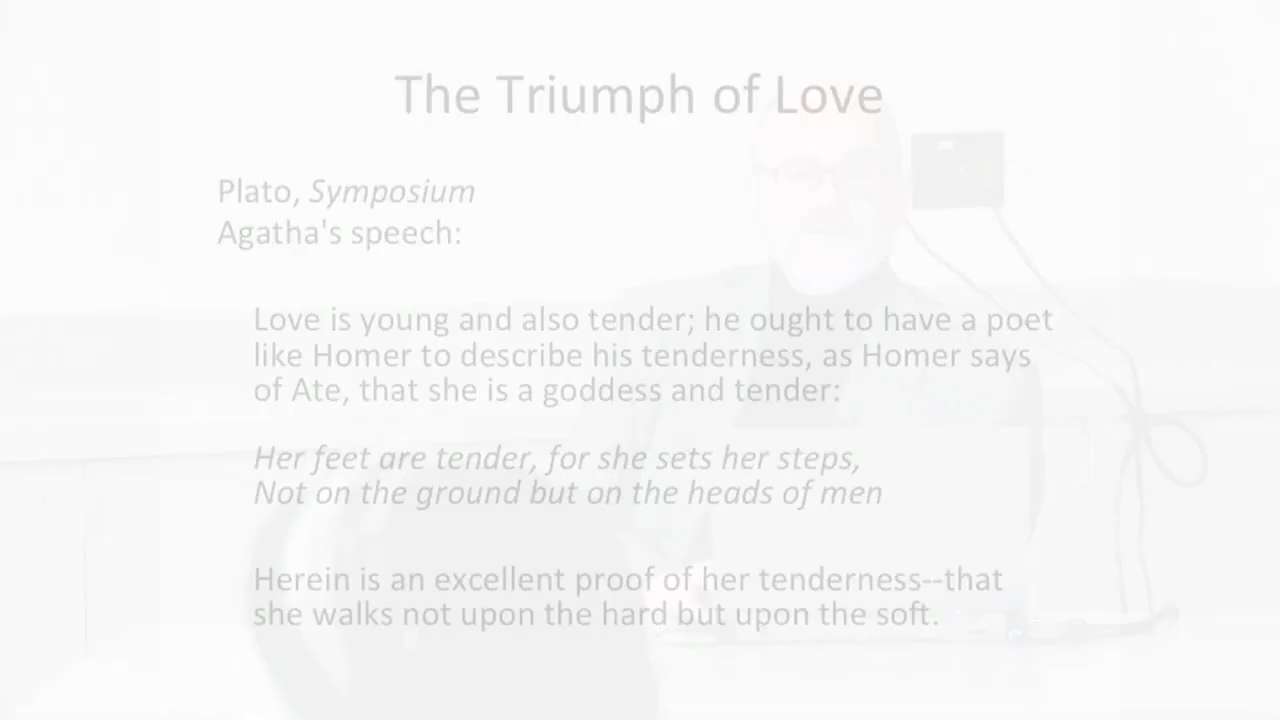 The Triumph of Love
Plato, Symposium
Agatha's speech:
Love is young and also tender; he ought to have a poet
like Homer to describe his tenderness, as Homer says
of Ate, that she is a goddess and tender:
Her feet are tender, for she sets her steps,
Not on the ground but on the heads of men
Herein is an excellent proof of her tenderness--that
she walks not upon the hard but upon the soft.